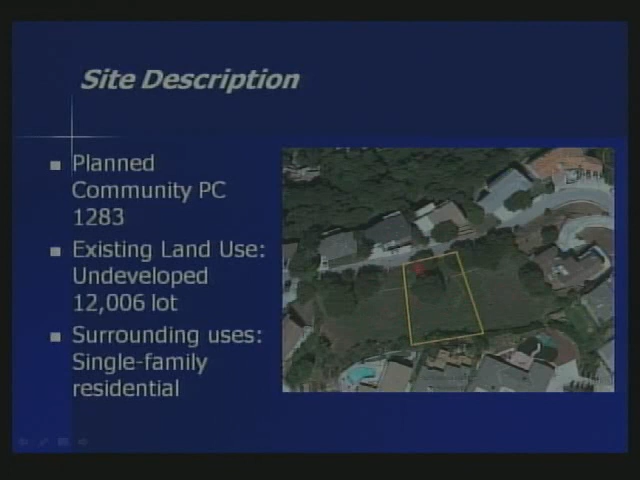 Site Description
Planned
Community PC
1283
Existing Land Use:
Undeveloped
12,006 lot
Surrounding uses:
Single-family
residential